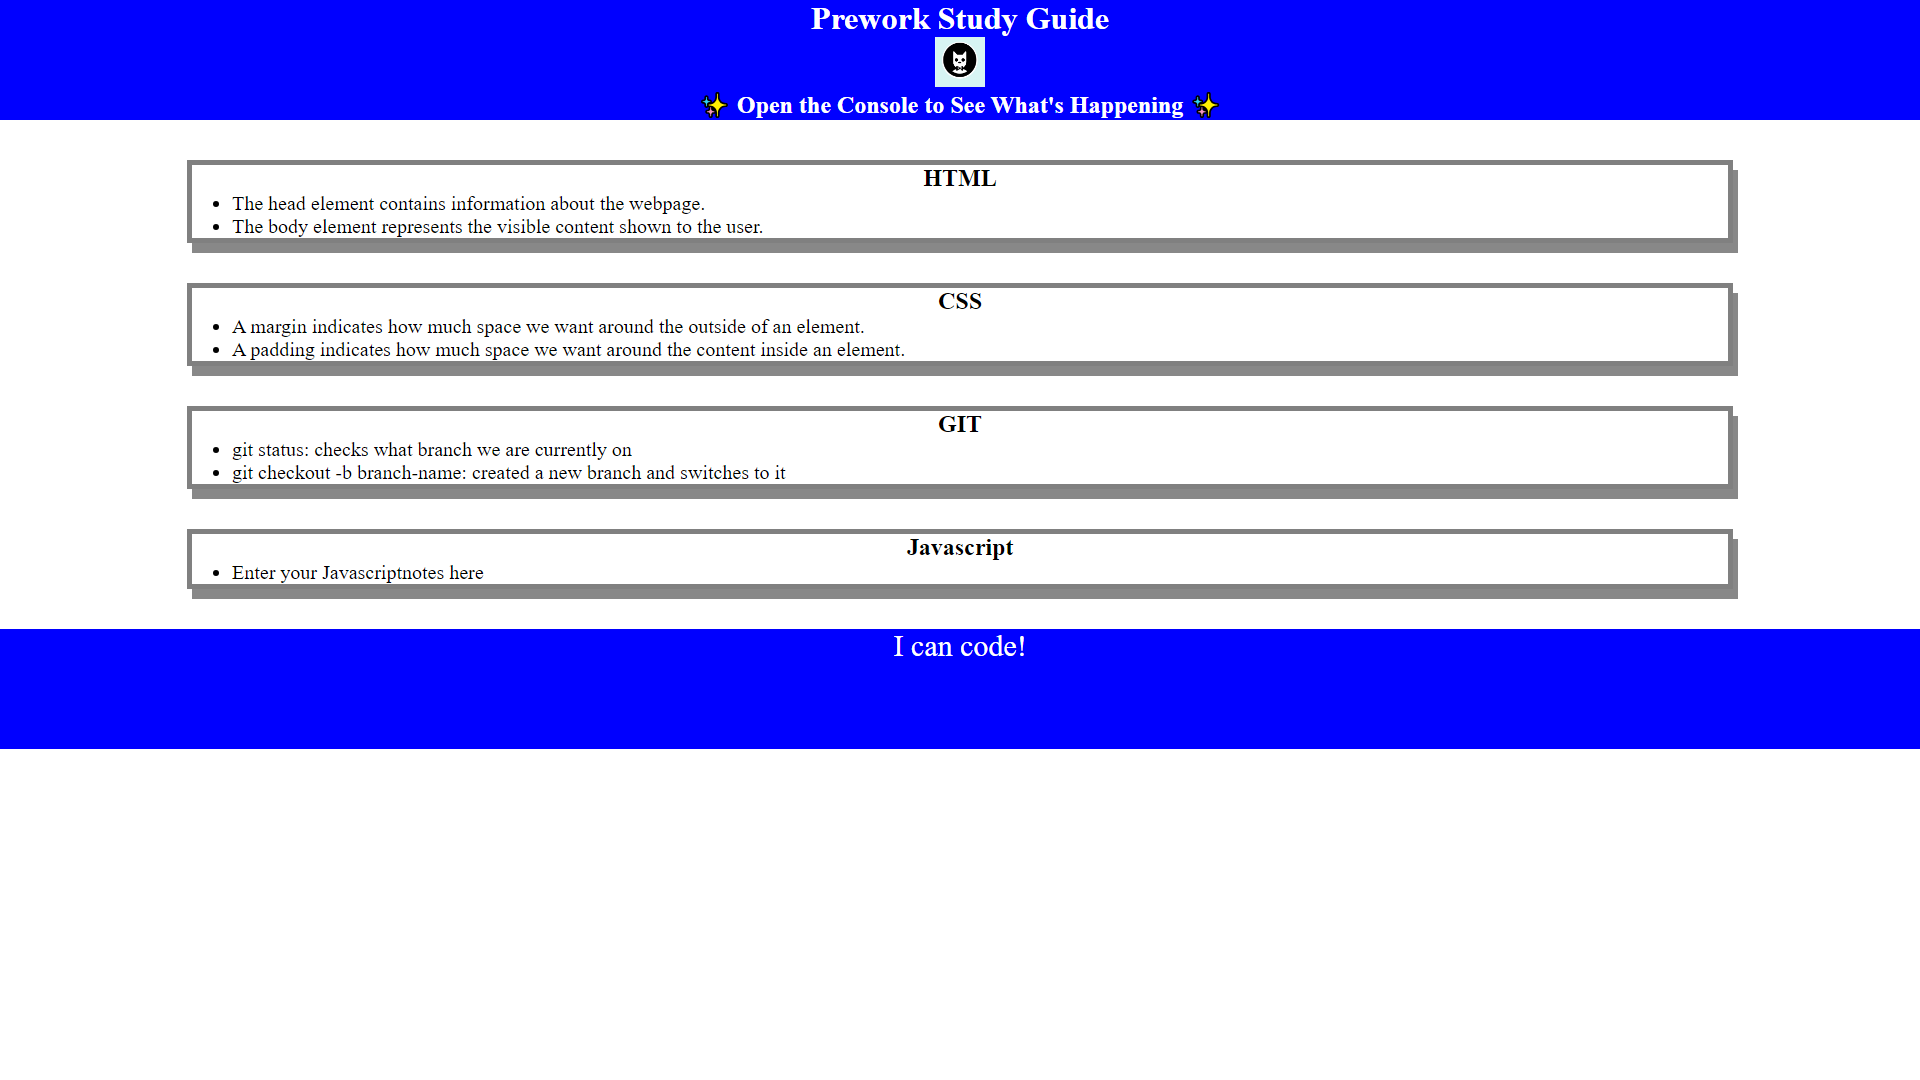 Prework Study Guide
✨ Open the Console to See What's Happening ✨
HTML
• The head element contains information about the webpage.
• The body element represents the visible content shown to the user.
CSS
• A margin indicates how much space we want around the outside of an element.
• A padding indicates how much space we want around the content inside an element.
GIT
• git status: checks what branch we are currently on
• git checkout -b branch-name: created a new branch and switches to it
Javascript
• Enter your Javascriptnotes here
I can code!